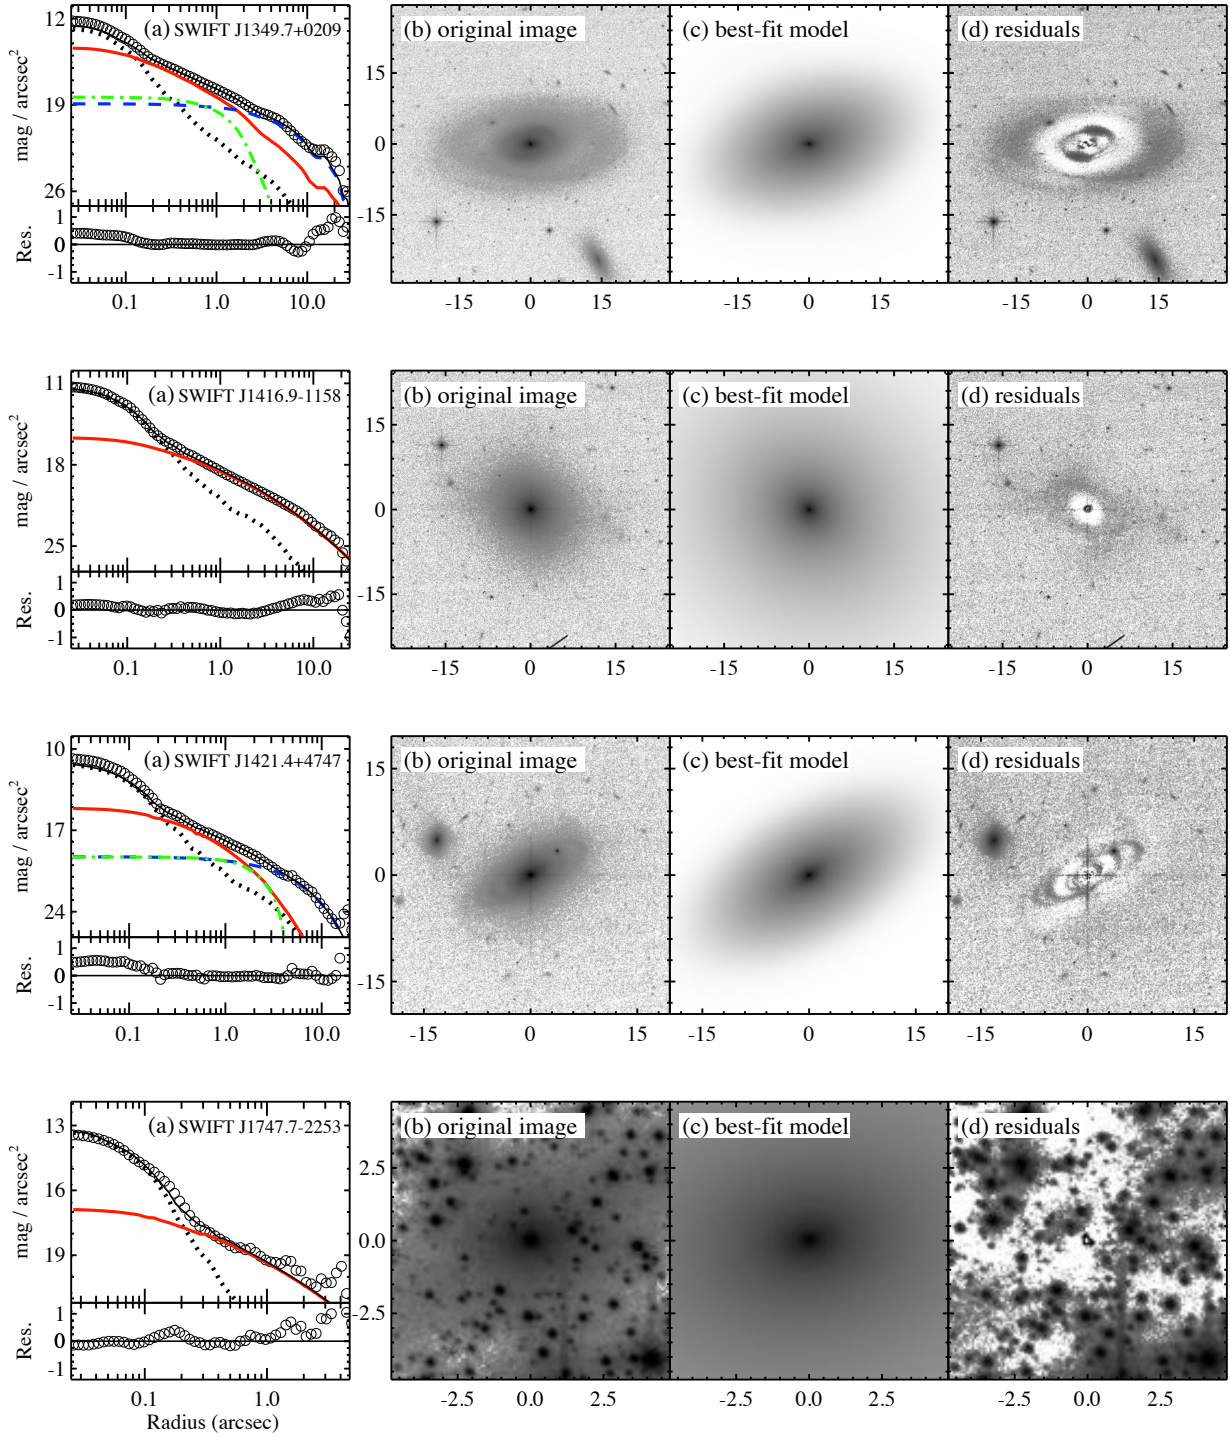 (a) SWIFT J1349.7+0209
(b) original image
(c) best-fit model
(d) residuals
mag / arcsec²
12
19
26
Res.
1
0
-1
0.1 1.0 10.0
15
0
-15
-15 0 15
-15 0 15
-15 0 15
(a) SWIFT J1416.9-1158
(b) original image
(c) best-fit model
(d) residuals
mag / arcsec²
11
18
25
Res.
1
0
-1
0.1 1.0 10.0
15
0
-15
-15 0 15
-15 0 15
-15 0 15
(a) SWIFT J1421.4+4747
(b) original image
(c) best-fit model
(d) residuals
mag / arcsec²
10
17
24
Res.
1
0
-1
0.1 1.0 10.0
15
0
-15
-15 0 15
-15 0 15
-15 0 15
(a) SWIFT J1747.7-2253
(b) original image
(c) best-fit model
(d) residuals
mag / arcsec²
13
16
19
Res.
1
0
-1
0.1 1.0
Radius (arcsec)
2.5
0.0
-2.5
-2.5 0.0 2.5
-2.5 0.0 2.5
-2.5 0.0 2.5